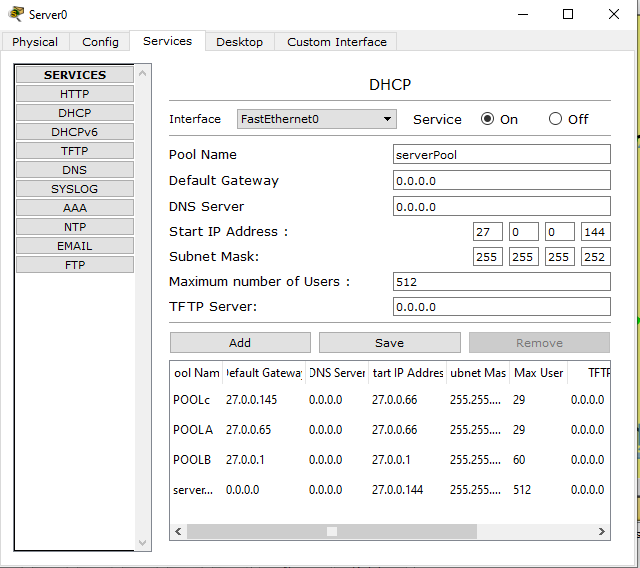 Server0
Physical Config Services Desktop Custom Interface
SERVICES
HTTP
DHCP
DHCPv6
TFTP
DNS
SYSLOG
AAA
NTP
EMAIL
FTP
DHCP
Interface FastEthernet0 Service On Off
Pool Name serverPool
Default Gateway 0.0.0.0
DNS Server 0.0.0.0
Start IP Address : 27 0 0 144
Subnet Mask: 255 255 255 252
Maximum number of Users : 512
TFTP Server: 0.0.0.0
Add Save Remove
ool Nam efault Gateway DNS Server tart IP Addres ubnet Mas Max User TFTP
POOLc 27.0.0.145 0.0.0.0 27.0.0.66 255.255.... 29 0.0.0.0
POOLA 27.0.0.65 0.0.0.0 27.0.0.66 255.255.... 29 0.0.0.0
POOLB 27.0.0.1 0.0.0.0 27.0.0.1 255.255.... 60 0.0.0.0
server... 0.0.0.0 0.0.0.0 27.0.0.144 255.255.... 512 0.0.0.0